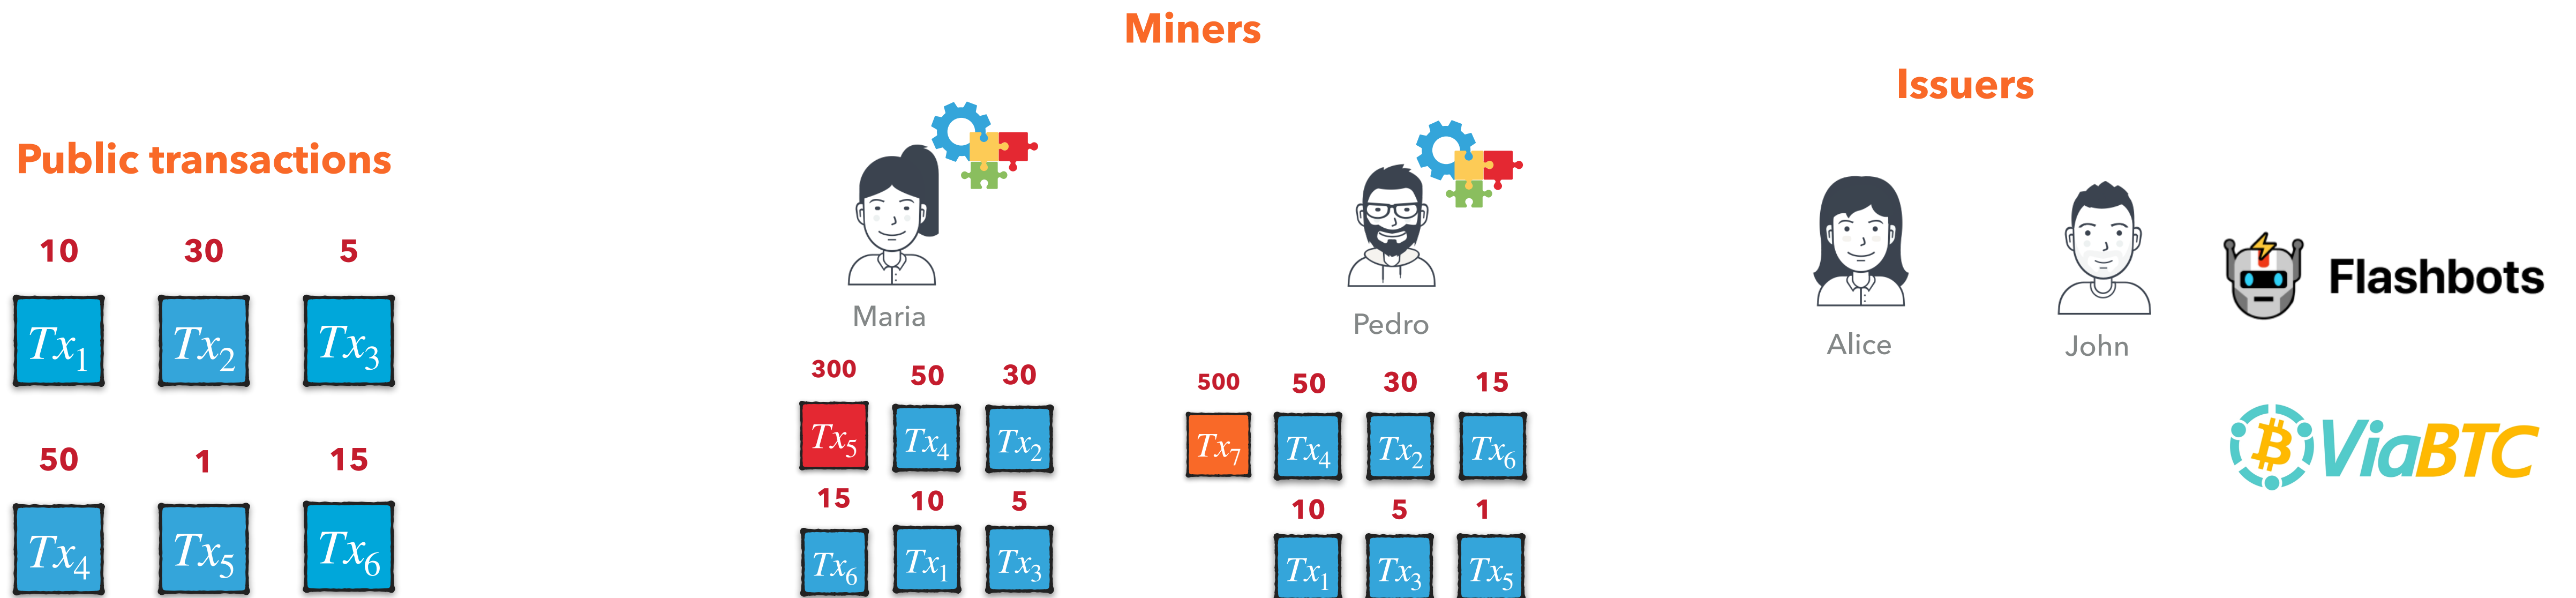 Miners
Issuers
Public transactions
10 30 5
Tx1 Tx2 Tx3
50 1 15
Tx4 Tx5 Tx6
Maria
300 50 30
Tx5 Tx4 Tx2
15 10 5
Tx6 Tx1 Tx3
Pedro
500 50 30 15
Tx7 Tx4 Tx2 Tx6
10 5 1
Tx1 Tx3 Tx5
Alice
John
Flashbots
ViaBTC